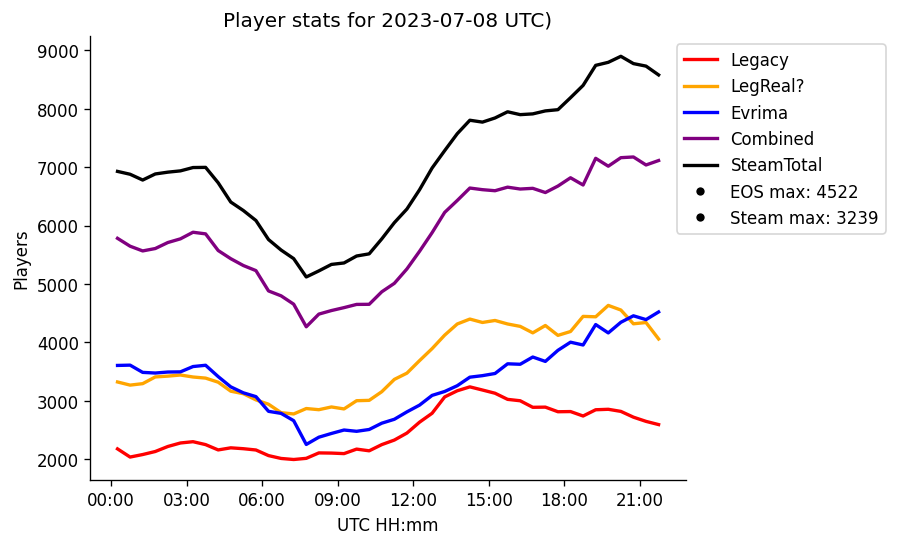 Player stats for 2023-07-08 UTC)
9000
8000
7000
6000
5000
4000
3000
2000
Players
00:00 03:00 06:00 09:00 12:00 15:00 18:00 21:00
UTC HH:mm
Legacy
LegReal?
Evrima
Combined
SteamTotal
EOS max: 4522
Steam max: 3239